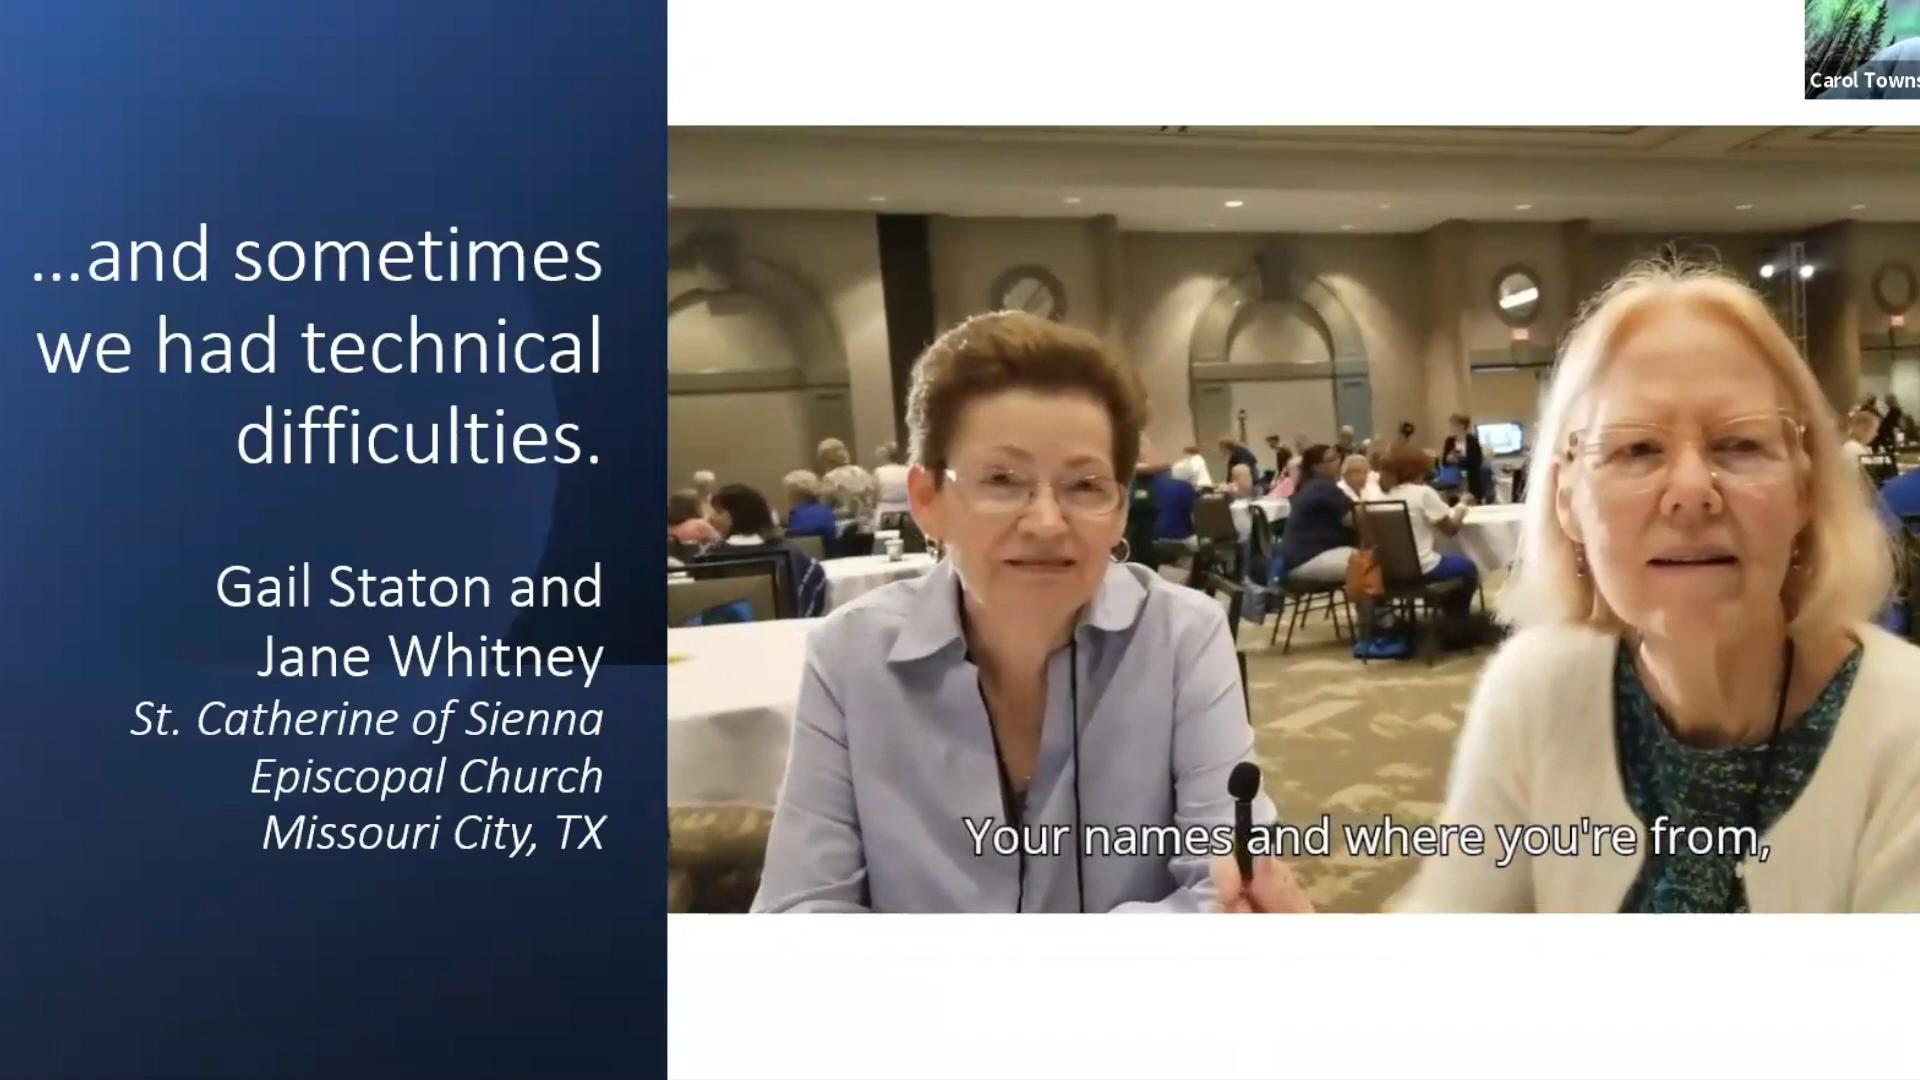 ...and sometimes
we had technical
difficulties.
Gail Staton and
Jane Whitney
St. Catherine of Sienna
Episcopal Church
Missouri City, TX
Your names and where you're from,
Carol Towns